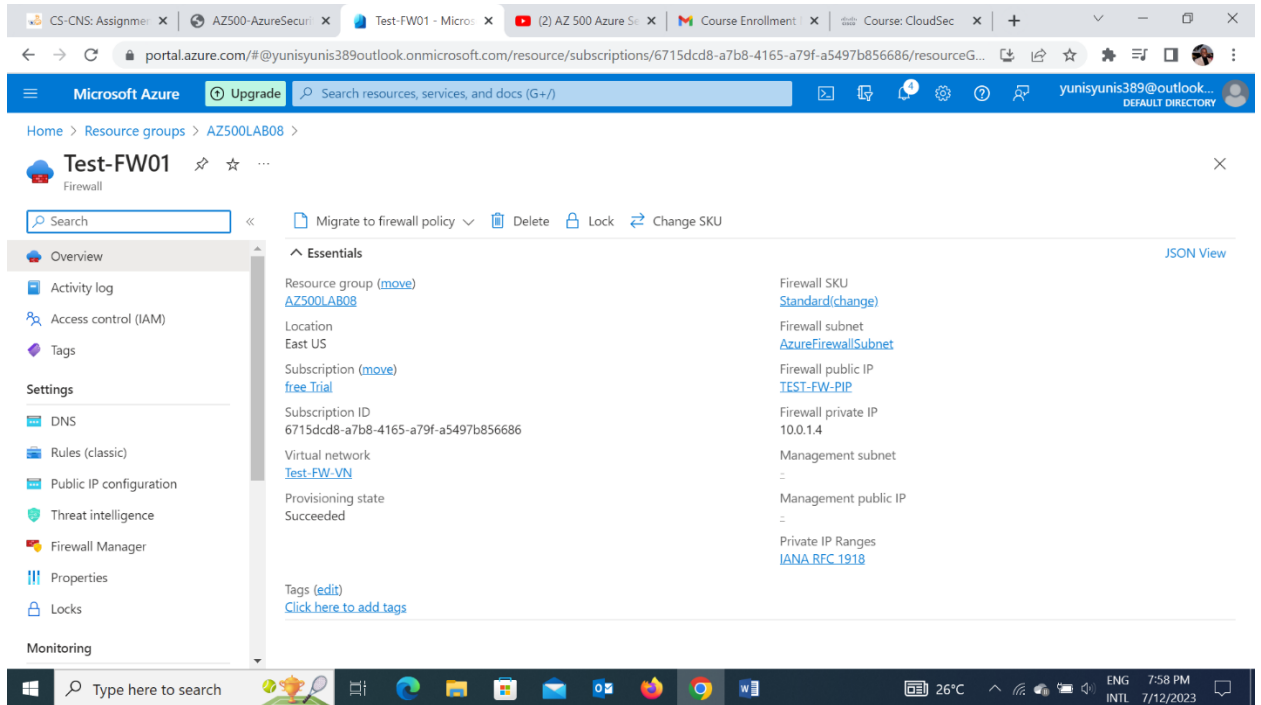 CS-CNS: Assignmen
AZ500-AzureSecuri
Test-FW01 - Micros
(2) AZ 500 Azure Se
Course Enrollment
Course: CloudSec
portal.azure.com/#@yunisyunis389outlook.onmicrosoft.com/resource/subscriptions/6715dcd8-a7b8-4165-a79f-a5497b856686/resourceG...
Microsoft Azure
Upgrade
Search resources, services, and docs (G+/)
4
yunisyunis389@outlook...
DEFAULT DIRECTORY
Home > Resource groups > AZ500LAB08 >
Test-FW01
Firewall
Search
Migrate to firewall policy
Delete
Lock
Change SKU
Overview
Activity log
Access control (IAM)
Tags
Settings
DNS
Rules (classic)
Public IP configuration
Threat intelligence
Firewall Manager
Properties
Locks
Monitoring
Essentials
JSON View
Resource group (move)
AZ500LAB08
Location
East US
Subscription (move)
free Trial
Subscription ID
6715dcd8-a7b8-4165-a79f-a5497b856686
Virtual network
Test-FW-VN
Provisioning state
Succeeded
Firewall SKU
Standard(change)
Firewall subnet
AzureFirewallSubnet
Firewall public IP
TEST-FW-PIP
Firewall private IP
10.0.1.4
Management subnet
-
Management public IP
-
Private IP Ranges
IANA RFC 1918
Tags (edit)
Click here to add tags
Type here to search
26°C
ENG
INTL
7:58 PM
7/12/2023